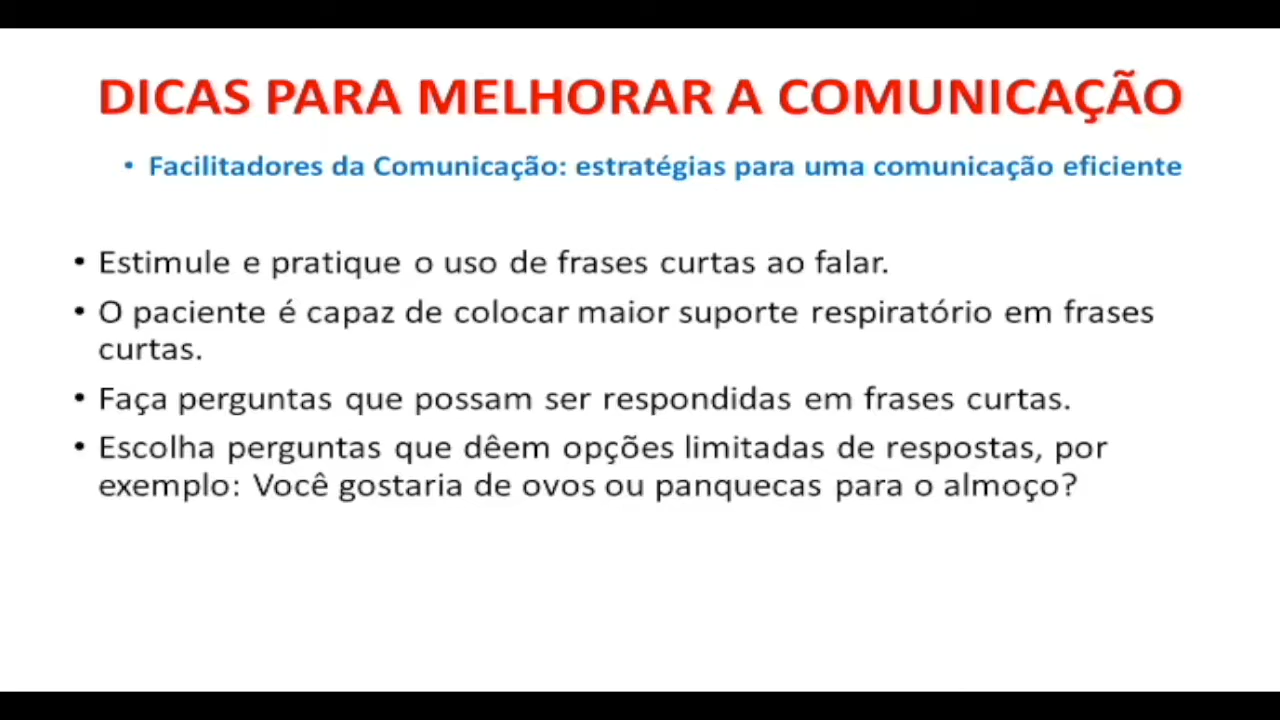 DICAS PARA MELHORAR A COMUNICAÇÃO
• Facilitadores da Comunicação: estratégias para uma comunicação eficiente
• Estimule e pratique o uso de frases curtas ao falar.
• O paciente é capaz de colocar maior suporte respiratório em frases
curtas.
• Faça perguntas que possam ser respondidas em frases curtas.
• Escolha perguntas que dêem opções limitadas de respostas, por
exemplo: Você gostaria de ovos ou panquecas para o almoço?